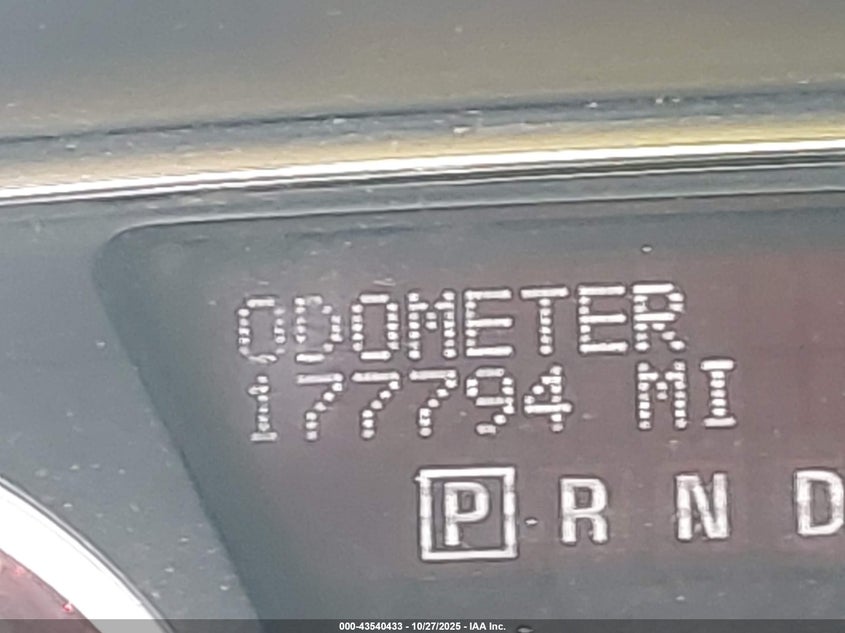 ODOMETER
177794 MI
P R N D
000-43540433 - 10/27/2025 - IAA Inc.